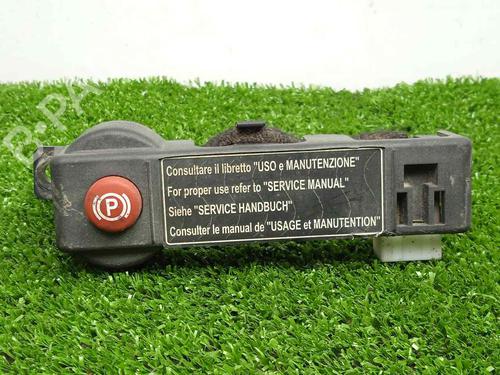 B-PA
P
Consultare il libretto "USO e MANUTENZIONE"
For proper use refer to "SERVICE MANUAL"
Siehe "SERVICE HANDBUCH"
Consulter le manual de "USAGE et MANUTENTION)